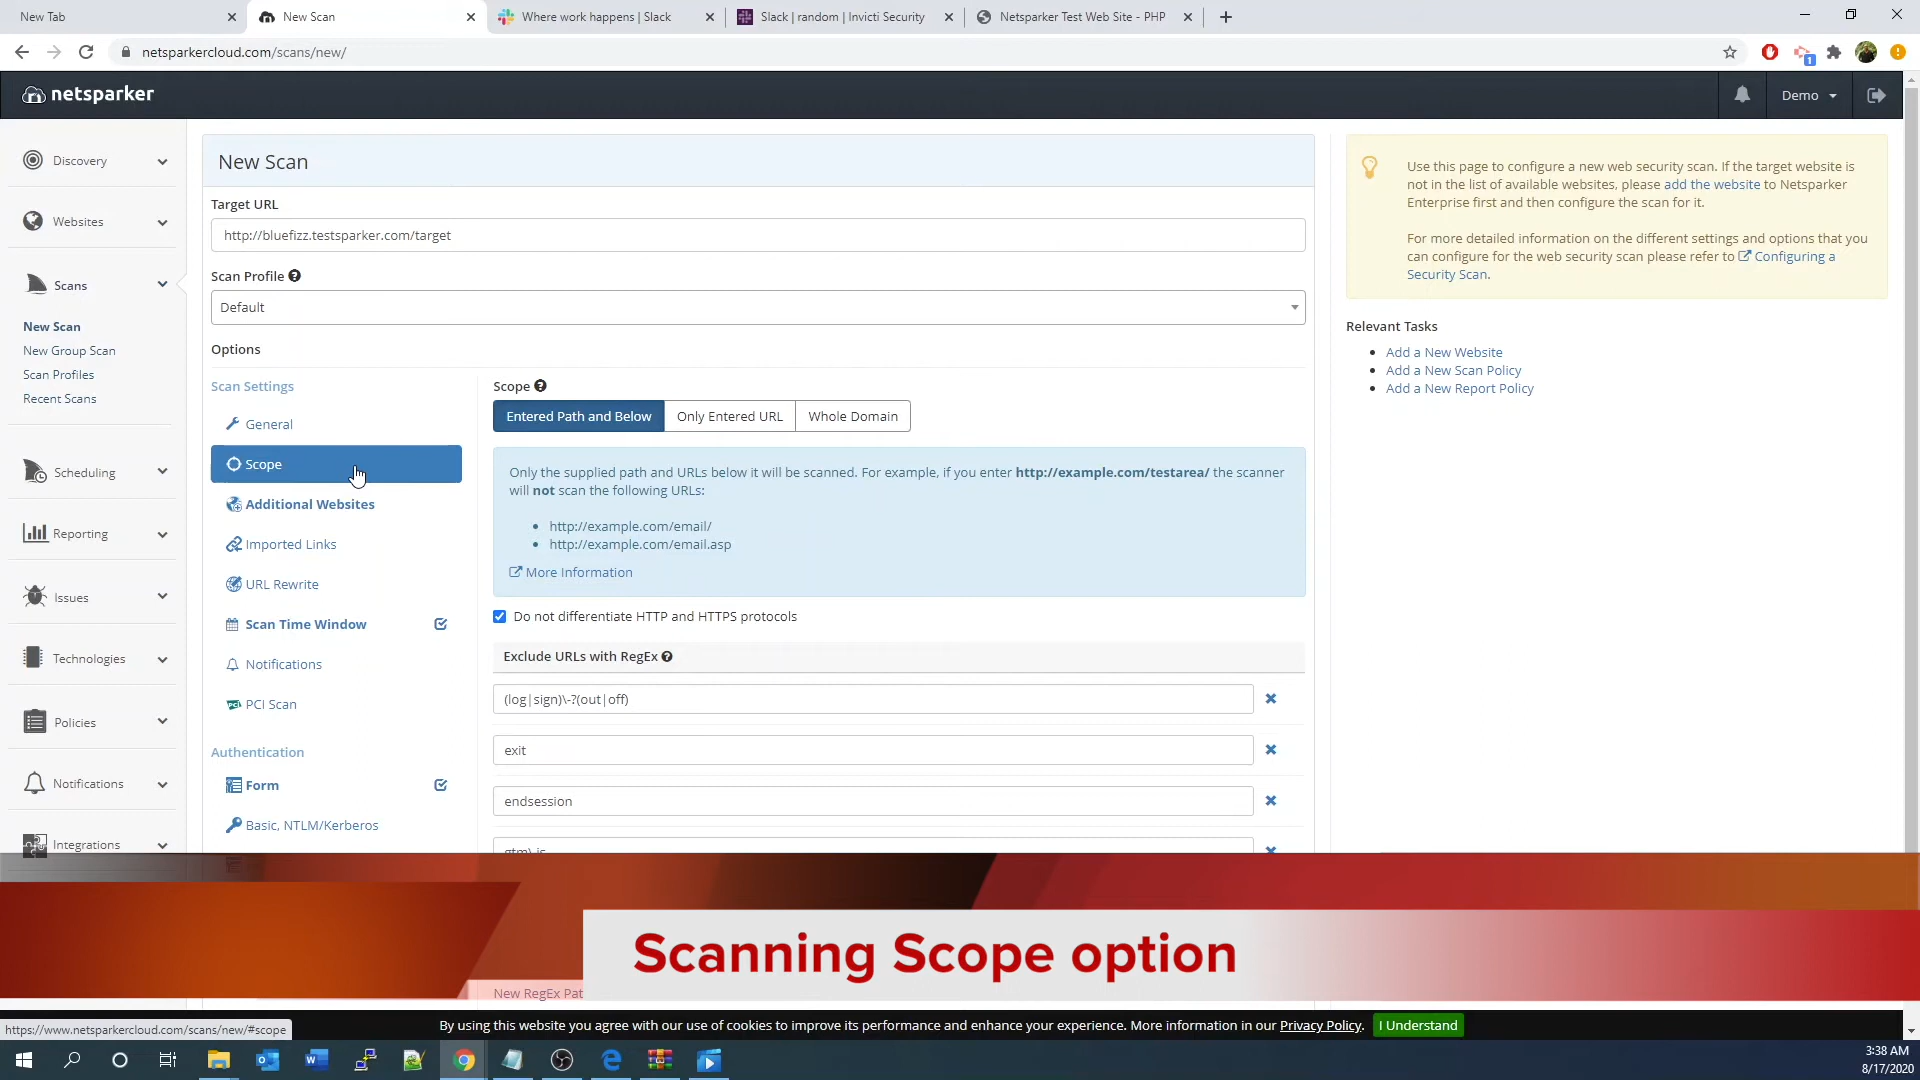 New Tab
New Scan
Where work happens | Slack
Slack | random | Invicti Security
Netsparker Test Web Site - PHP
netsparkercloud.com/scans/new/
1
netsparker
Demo
Discovery
Websites
Scans
New Scan
New Group Scan
Scan Profiles
Recent Scans
Scheduling
Reporting
Issues
Technologies
Policies
Notifications
Integrations
New Scan
Target URL
http://bluefizz.testsparker.com/target
Scan Profile
Default
Options
Scan Settings
General
Scope
Additional Websites
Imported Links
URL Rewrite
Scan Time Window
Notifications
PCI Scan
Authentication
Form
Basic, NTLM/Kerberos
Scope
Entered Path and Below
Only Entered URL
Whole Domain
Only the supplied path and URLs below it will be scanned. For example, if you enter http://example.com/testarea/ the scanner
will not scan the following URLs:
http://example.com/email/
http://example.com/email.asp
More Information
Do not differentiate HTTP and HTTPS protocols
Exclude URLs with RegEx
(log|sign)\-?(out|off)
exit
endsession
gtm\.js
New RegEx Pat
Use this page to configure a new web security scan. If the target website is
not in the list of available websites, please add the website to Netsparker
Enterprise first and then configure the scan for it.
For more detailed information on the different settings and options that you
can configure for the web security scan please refer to Configuring a
Security Scan.
Relevant Tasks
Add a New Website
Add a New Scan Policy
Add a New Report Policy
Scanning Scope option
https://www.netsparkercloud.com/scans/new/#scope
By using this website you agree with our use of cookies to improve its performance and enhance your experience. More information in our Privacy Policy.
I Understand
3:38 AM
8/17/2020